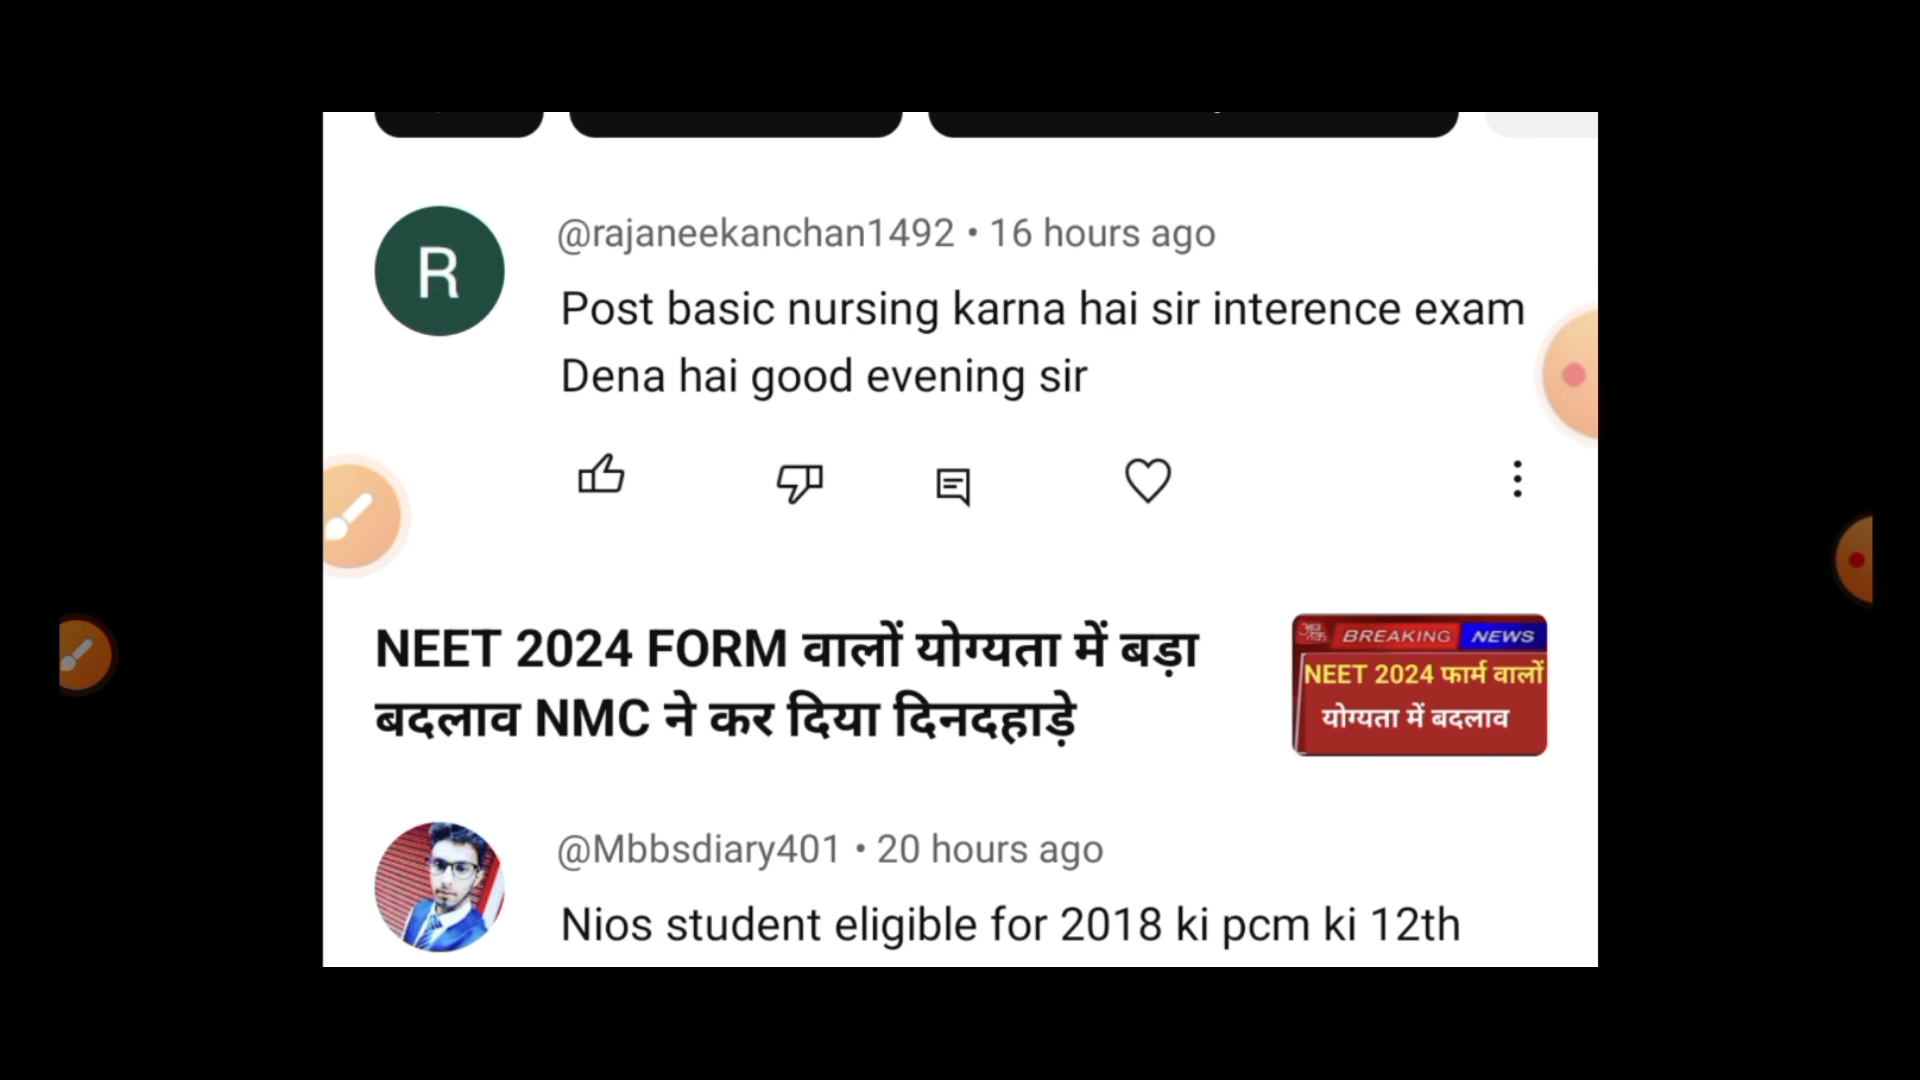 R
@rajaneekanchan1492 • 16 hours ago
Post basic nursing karna hai sir interence exam
Dena hai good evening sir
NEET 2024 FORM वालों योग्यता में बड़ा
बदलाव NMC ने कर दिया दिनदहाड़े
आज तक BREAKING NEWS
NEET 2024 फार्म वालों
योग्यता में बदलाव
@Mbbsdiary401 • 20 hours ago
Nios student eligible for 2018 ki pcm ki 12th